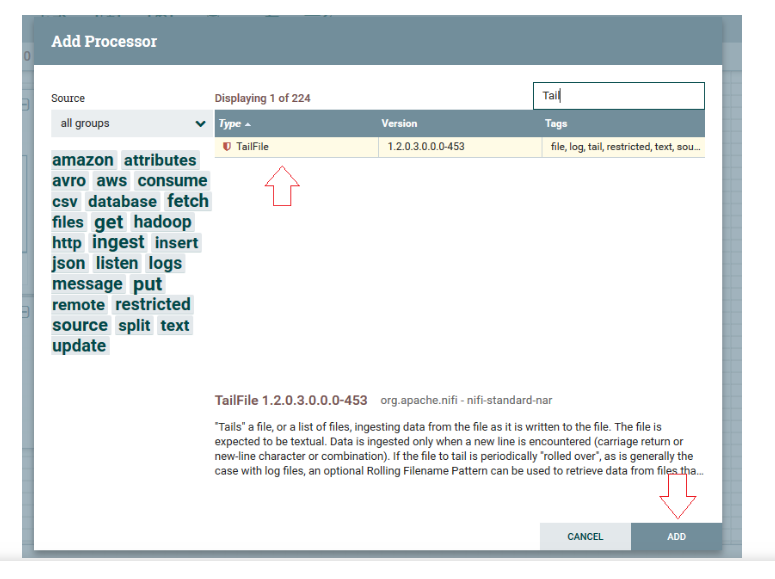 Add Processor
0
Source
Displaying 1 of 224
Tail
all groups
Type
Version
Tags
TailFile
1.2.0.3.0.0.0-453
file, log, tail, restricted, text, sou...
amazon attributes
avro aws consume
csv database fetch
files get hadoop
http ingest insert
json listen logs
message put
remote restricted
source split text
update
TailFile 1.2.0.3.0.0.0-453 org.apache.nifi - nifi-standard-nar
"Tails" a file, or a list of files, ingesting data from the file as it is written to the file. The file is
expected to be textual. Data is ingested only when a new line is encountered (carriage return or
new-line character or combination). If the file to tail is periodically "rolled over", as is generally the
case with log files, an optional Rolling Filename Pattern can be used to retrieve data from files tha...
CANCEL
ADD